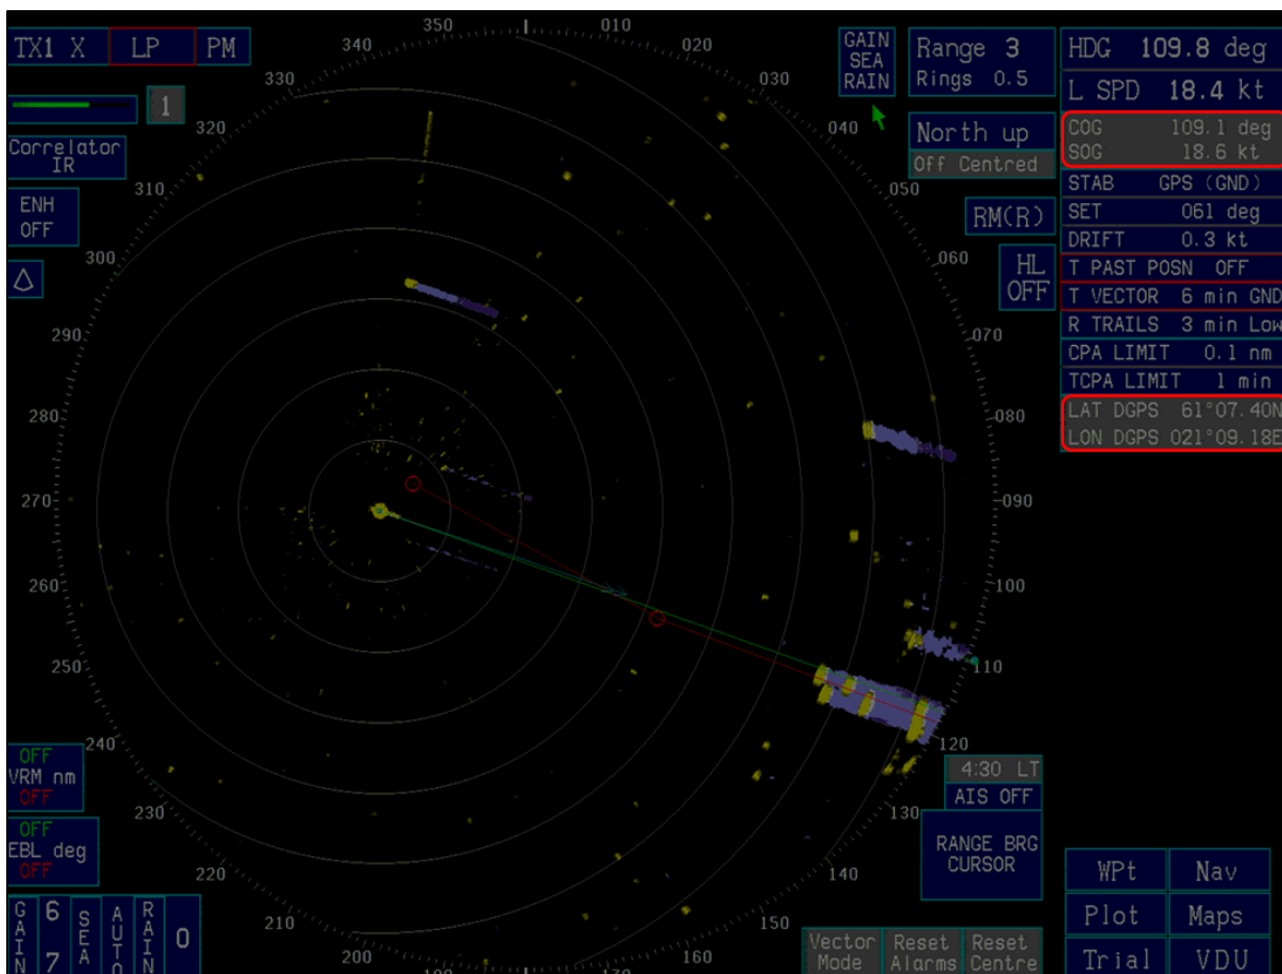 TX1 X LP PM
1
Correlator
IR
ENH
OFF
GAIN
SEA
RAIN
Range 3
Rings 0.5
North up
Off Centred
RM(R)
HL
OFF
HDG 109.8 deg
L SPD 18.4 kt
COG 109.1 deg
SOG 18.6 kt
STAB GPS (GND)
SET 061 deg
DRIFT 0.3 kt
T PAST POSN OFF
T VECTOR 6 min GND
R TRAILS 3 min Low
CPA LIMIT 0.1 nm
TCPA LIMIT 1 min
LAT DGPS 61°07.40N
LON DGPS 021°09.18E
350
010
340
020
330
030
320
040
310
050
300
060
290
070
280
080
270
090
260
100
250
110
240
120
230
130
220
140
150
200
190
170
160
OFF
VRM nm
OFF
OFF
EBL deg
OFF
GAIN
67
SEA
AUTO
RAIN
0
4:30 LT
AIS OFF
RANGE BRG
CURSOR
Vector
Mode
Reset
Alarms
Reset
Centre
WPt
Nav
Plot
Maps
Trial
VDU